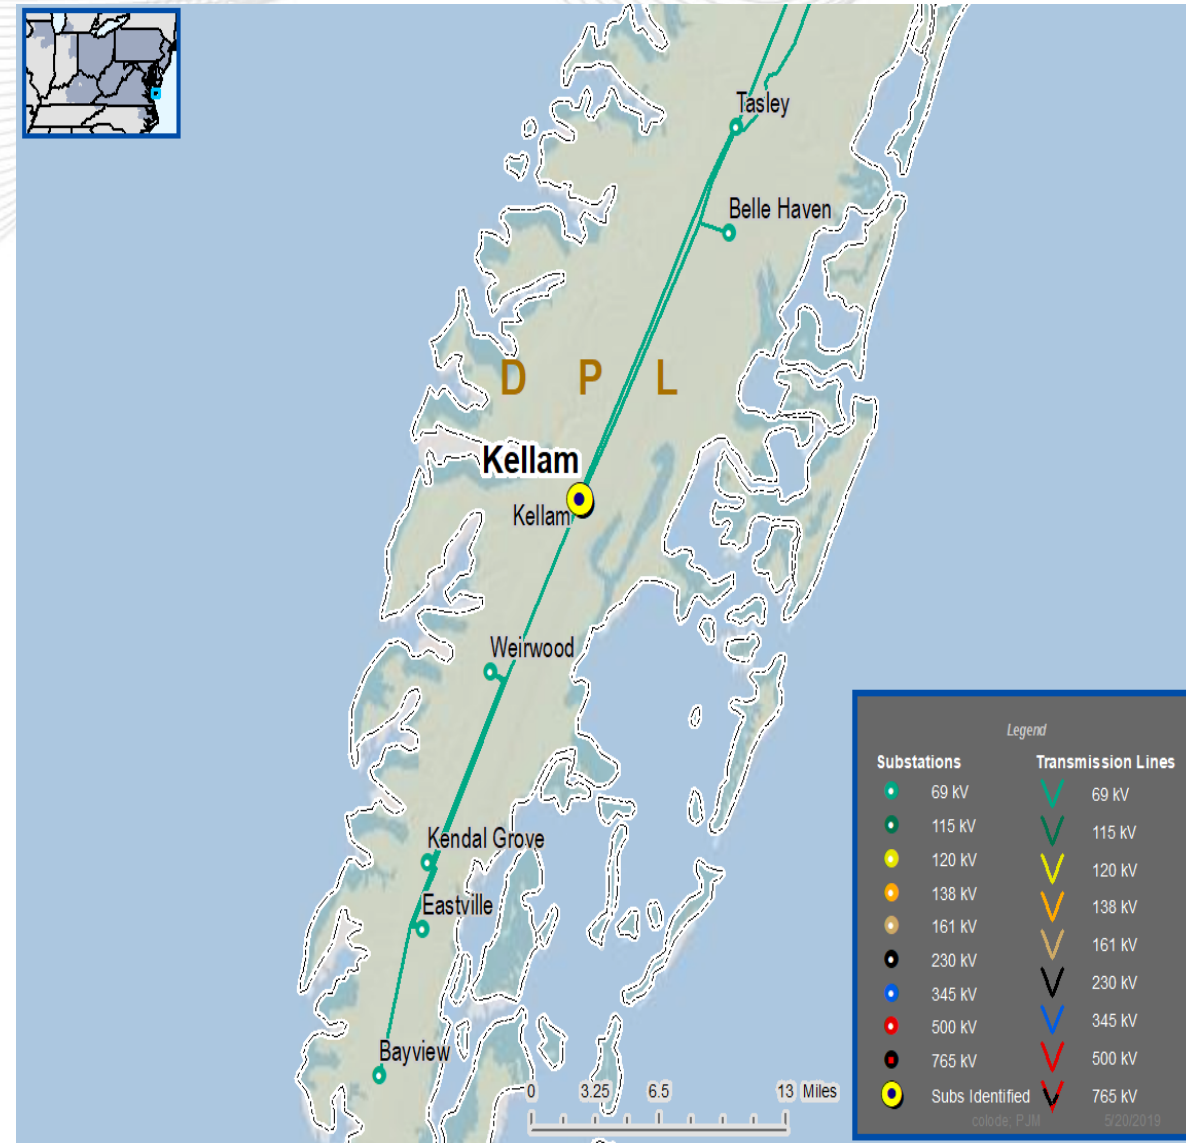 Tasley
Belle Haven
D P L
Kellam
Kellam
Weirwood
Kendal Grove
Eastville
Bayview
0 3.25 6.5 13 Miles
Legend
Substations
69 kV
115 kV
120 kV
138 kV
161 kV
230 kV
345 kV
500 kV
765 kV
Subs Identified
Transmission Lines
69 kV
115 kV
120 kV
138 kV
161 kV
230 kV
345 kV
500 kV
765 kV
colode; PJM 5/20/2019